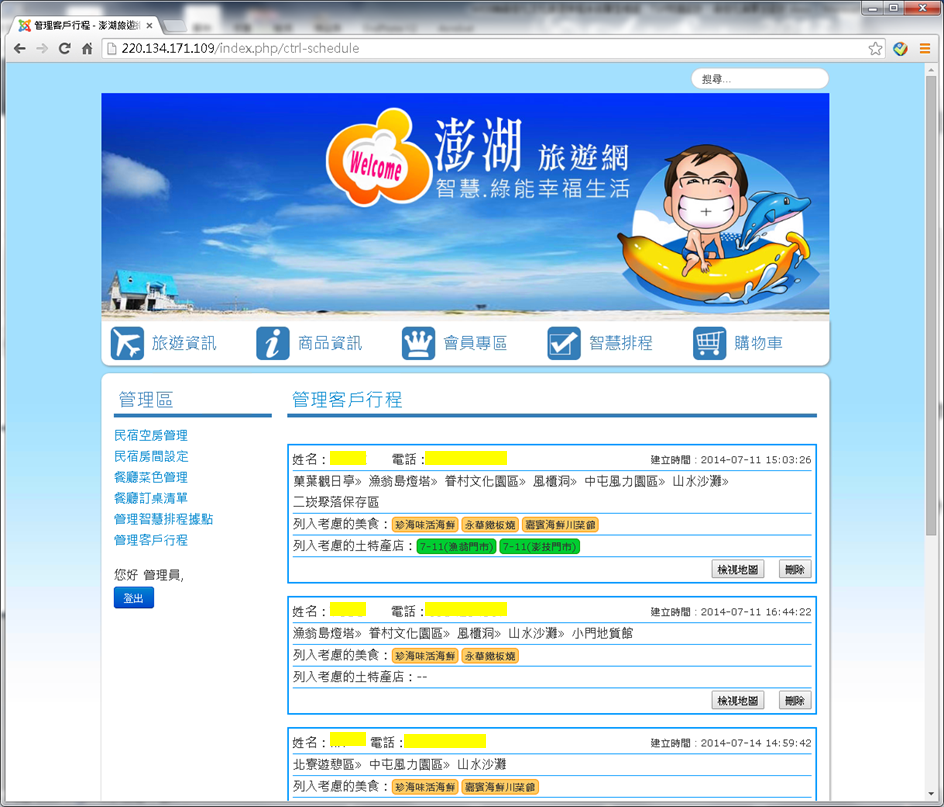 管理客戶行程 - 澎湖旅遊
220.134.171.109/index.php/ctrl-schedule
搜尋...
Welcome 澎湖 旅遊網
智慧.綠能幸福生活
旅遊資訊 商品資訊 會員專區 智慧排程 購物車
管理區
民宿空房管理
民宿房間設定
餐廳菜色管理
餐廳訂桌清單
管理智慧排程據點
管理客戶行程
您好 管理員,
登出
管理客戶行程
姓名： 電話： 建立時間：2014-07-11 15:03:26
菓葉觀日亭» 漁翁島燈塔» 眷村文化園區» 風櫃洞» 中屯風力園區» 山水沙灘»
二崁聚落保存區
列入考慮的美食：珍海味活海鮮 永華鐵板燒 嘉賓海鮮川菜館
列入考慮的土特產店：7-11(漁翁門市) 7-11(澎技門市)
檢視地圖 刪除
姓名： 電話： 建立時間：2014-07-11 16:44:22
漁翁島燈塔» 眷村文化園區» 風櫃洞» 山水沙灘» 小門地質館
列入考慮的美食：珍海味活海鮮 永華鐵板燒
列入考慮的土特產店：--
檢視地圖 刪除
姓名： 電話： 建立時間：2014-07-14 14:59:42
北寮遊憩區» 中屯風力園區» 山水沙灘
列入考慮的美食：珍海味活海鮮 嘉賓海鮮川菜館